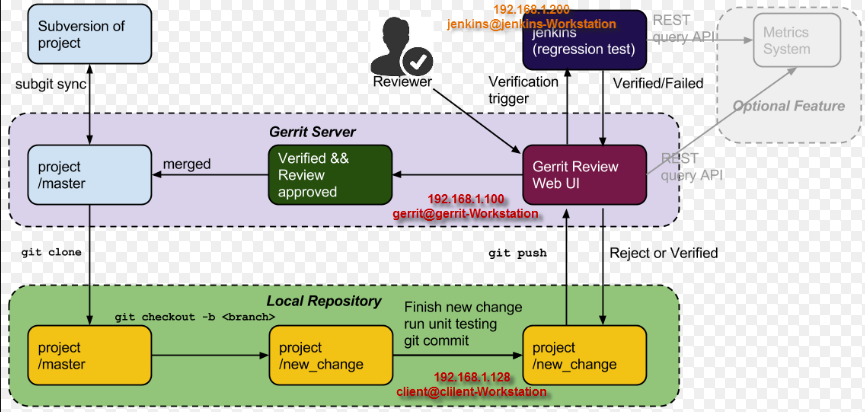 192.168.1.200
jenkins@jenkins-Workstation
Subversion of
project
jenkins
(regression test)
REST
query API
Metrics
System
subgit sync
Reviewer
Verification
trigger
Verified/Failed
Optional Feature
Gerrit Server
project
/master
merged
Verified &&
Review
approved
Gerrit Review
Web UI
REST
query API
192.168.1.100
gerrit@gerrit-Workstation
git clone
git push
Reject or Verified
Local Repository
git checkout -b <branch>
Finish new change
run unit testing
git commit
project
/master
project
/new_change
project
/new_change
192.168.1.128
client@cliilent-Workstation